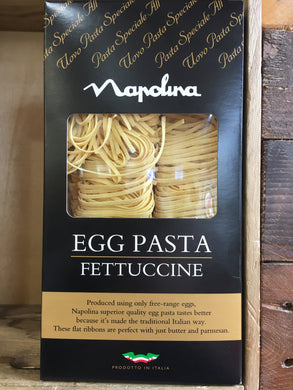 Uovo Pasta Speciale All'
Napolina
EGG PASTA
FETTUCCINE
Produced using only free-range eggs,
Napolina superior quality egg pasta tastes better
because it's made the traditional Italian way.
These flat ribbons are perfect with just butter and parmesan.
PRODOTTO IN ITALIA